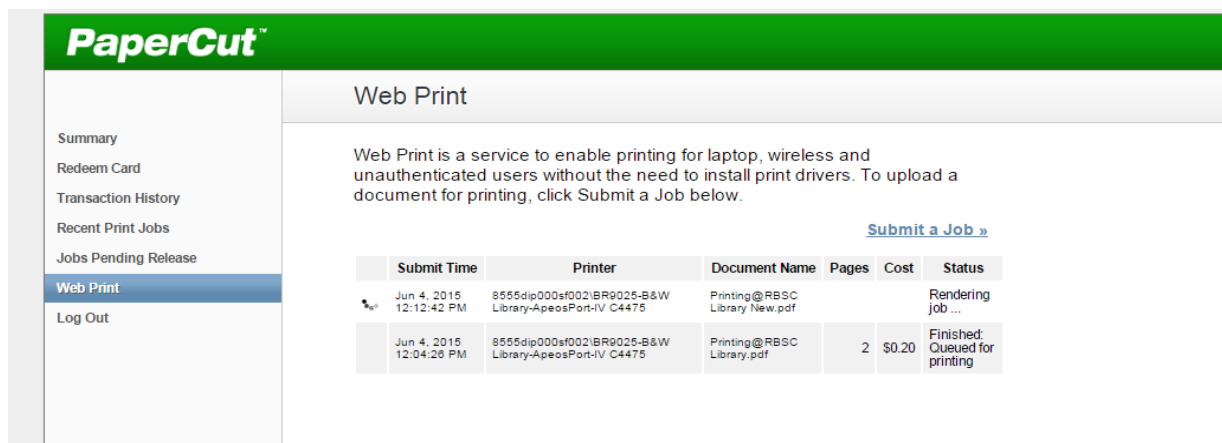 PaperCut™
Web Print
Summary
Redeem Card
Transaction History
Recent Print Jobs
Jobs Pending Release
Web Print
Log Out
Web Print is a service to enable printing for laptop, wireless and
unauthenticated users without the need to install print drivers. To upload a
document for printing, click Submit a Job below.
Submit a Job »
Submit Time Printer Document Name Pages Cost Status
Jun 4, 2015 8555dip000sf002\BR9025-B&W Printing@RBSC Rendering
12:12:42 PM Library-ApeosPort-IV C4475 Library New.pdf job ...
Jun 4, 2015 8555dip000sf002\BR9025-B&W Printing@RBSC 2 $0.20 Finished:
12:04:26 PM Library-ApeosPort-IV C4475 Library.pdf Queued for
printing